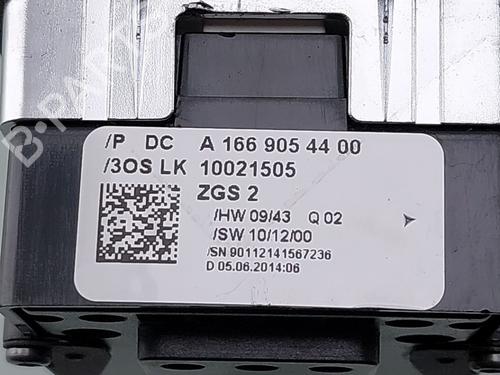 /P DC A 166 905 44 00
/3OS LK 10021505
ZGS 2
/HW 09/43 Q 02
/SW 10/12/00
/SN 90112141567236
D 05.06.2014:06
B-PARTS